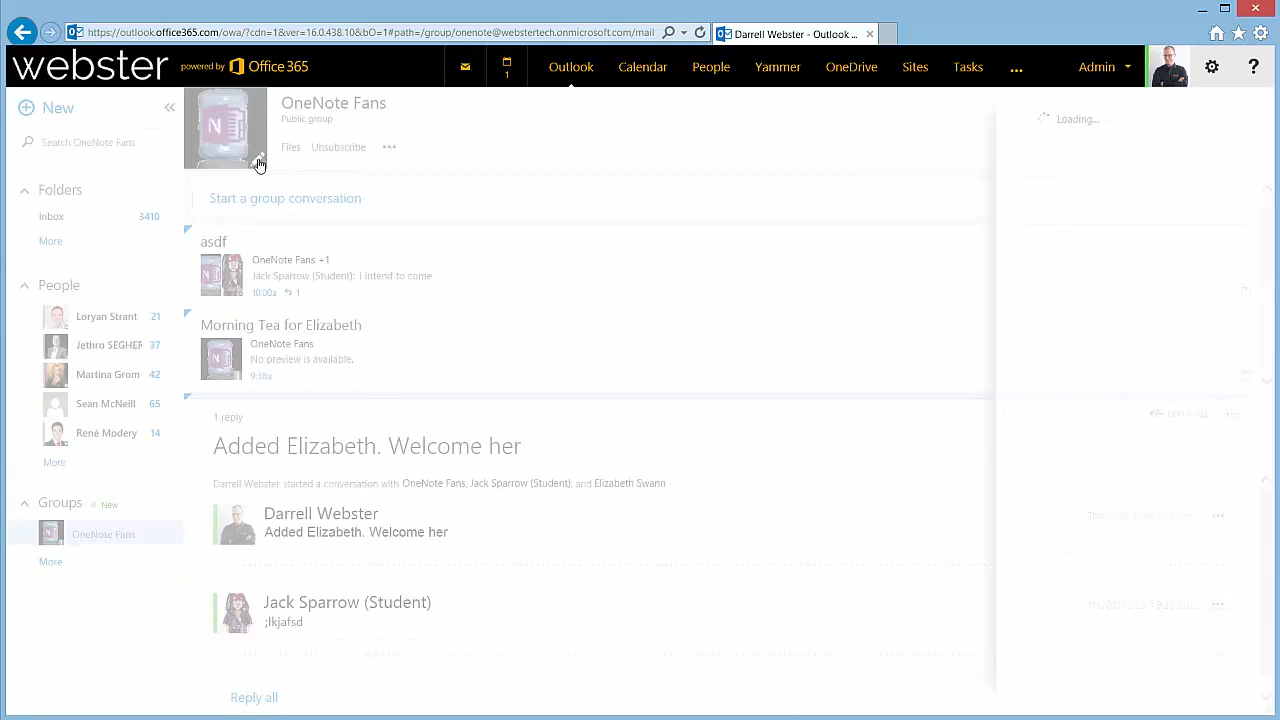 https://outlook.office365.com/owa/?cdn=1&ver=16.0.438.10&bO=1#path=/group/onenote@webstertech.onmicrosoft.com/mail
Darrell Webster - Outlook ...
webster powered by Office 365
1
Outlook Calendar People Yammer OneDrive Sites Tasks ... Admin ?
New
Search OneNote Fans
Folders
Inbox 3410
More
People
Loryan Strant 21
Jethro SEGHER 37
Martina Grom 42
Sean McNeill 65
René Modery 14
More
Groups New
OneNote Fans
More
OneNote Fans
Public group
Files Unsubscribe •••
Start a group conversation
asdf
OneNote Fans +1
Jack Sparrow (Student): I intend to come
10:00a 1
Morning Tea for Elizabeth
OneNote Fans
No preview is available.
9:38a
1 reply
Added Elizabeth. Welcome her
Darrell Webster started a conversation with OneNote Fans, Jack Sparrow (Student), and Elizabeth Swann
Darrell Webster
Added Elizabeth. Welcome her
Thu
Jack Sparrow (Student)
;lkjafsd
Thu
Reply all
Loading...